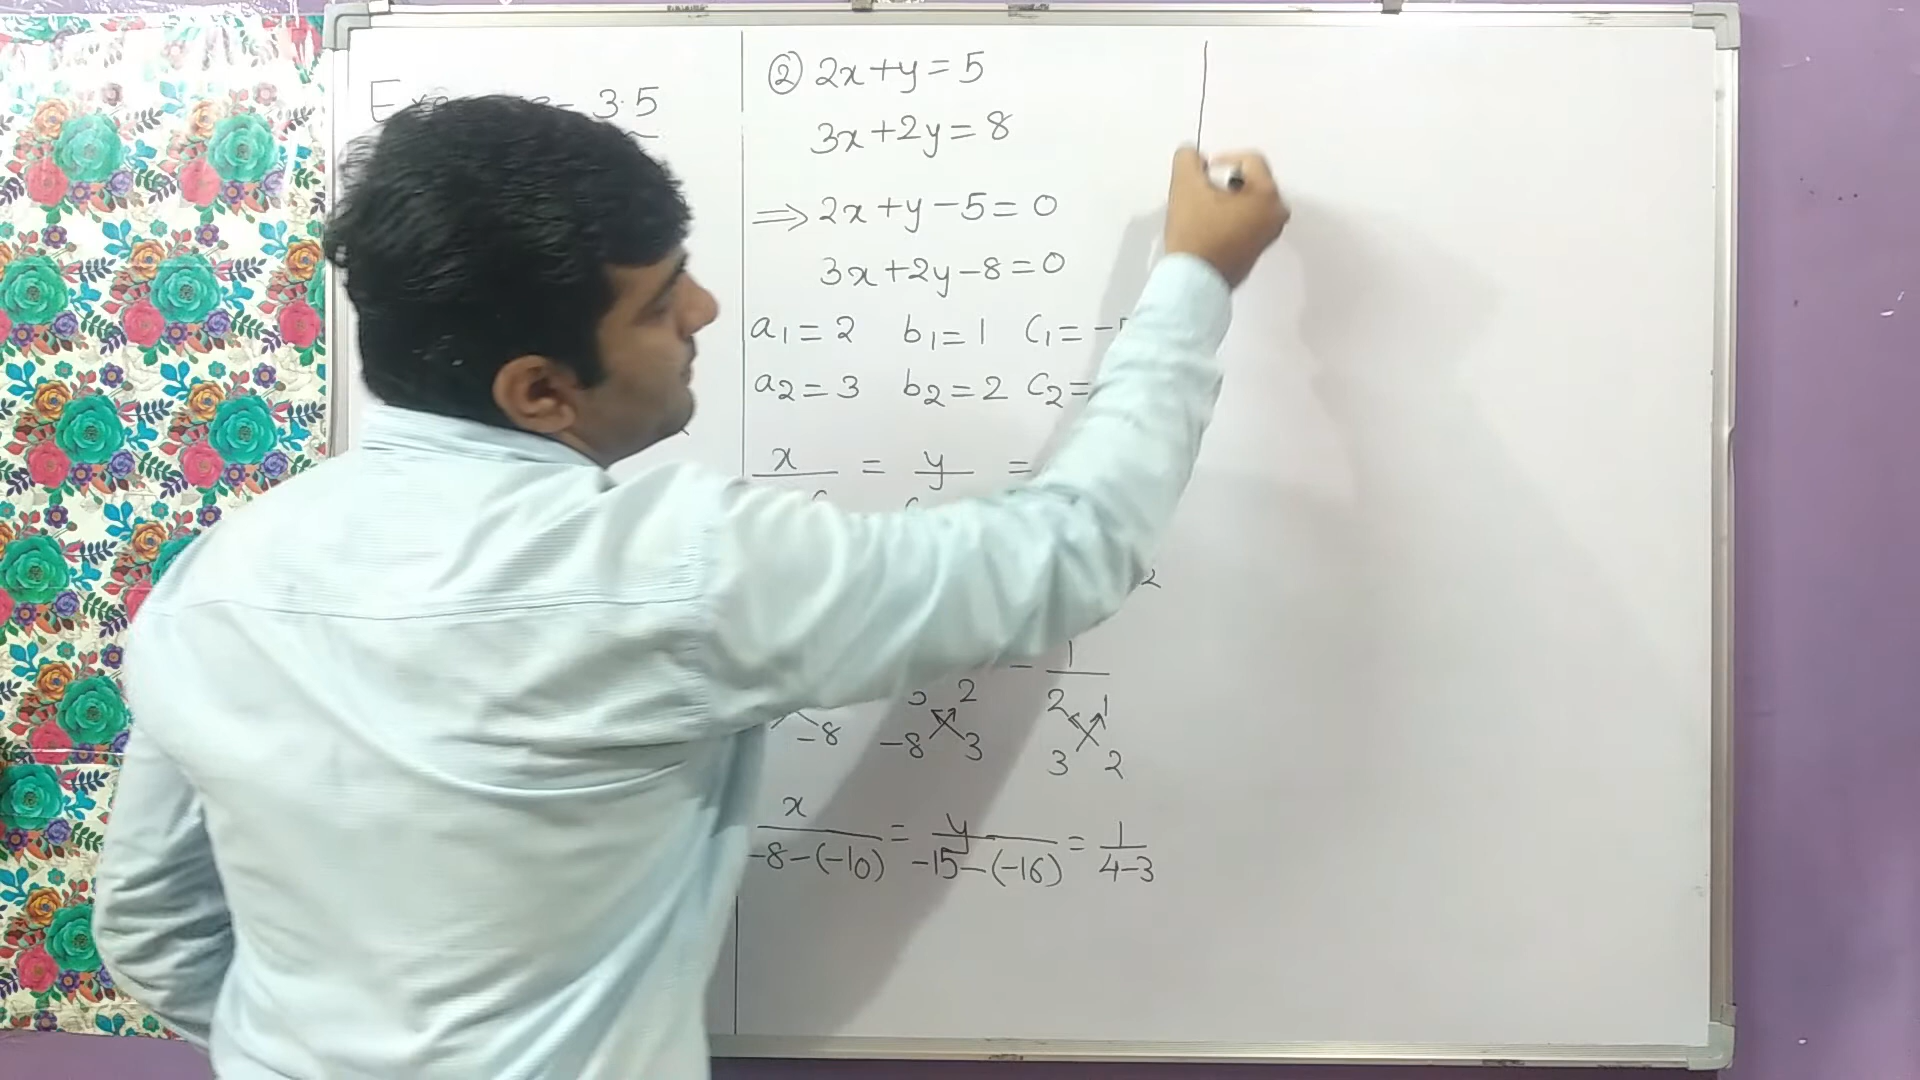 3.5
② 2x+y=5
3x+2y=8
⇒ 2x+y-5=0
3x+2y-8=0
a1=2 b1=1 c1=-
a2=3 b2=2 c2=
x = y =
2
1
2 2 1
-8 -8 3 3 2
x/-8-(-10) = y/-15-(-16) = 1/4-3